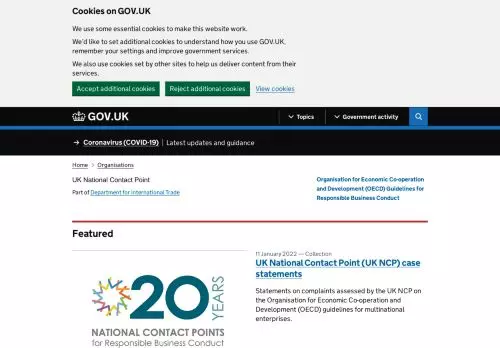 Cookies on GOV.UK
We use some essential cookies to make this website work.
We'd like to set additional cookies to understand how you use GOV.UK,
remember your settings and improve government services.
We also use cookies set by other sites to help us deliver content from their
services.
Accept additional cookies Reject additional cookies View cookies
GOV.UK Topics Government activity
→ Coronavirus (COVID-19) Latest updates and guidance
Home > Organisations
UK National Contact Point
Part of Department for International Trade
Organisation for Economic Co-operation
and Development (OECD) Guidelines for
Responsible Business Conduct
Featured
20 YEARS
NATIONAL CONTACT POINTS
for Responsible Business Conduct
11 January 2022 — Collection
UK National Contact Point (UK NCP) case
statements
Statements on complaints assessed by the UK NCP on
the Organisation for Economic Co-operation and
Development (OECD) guidelines for multinational
enterprises.